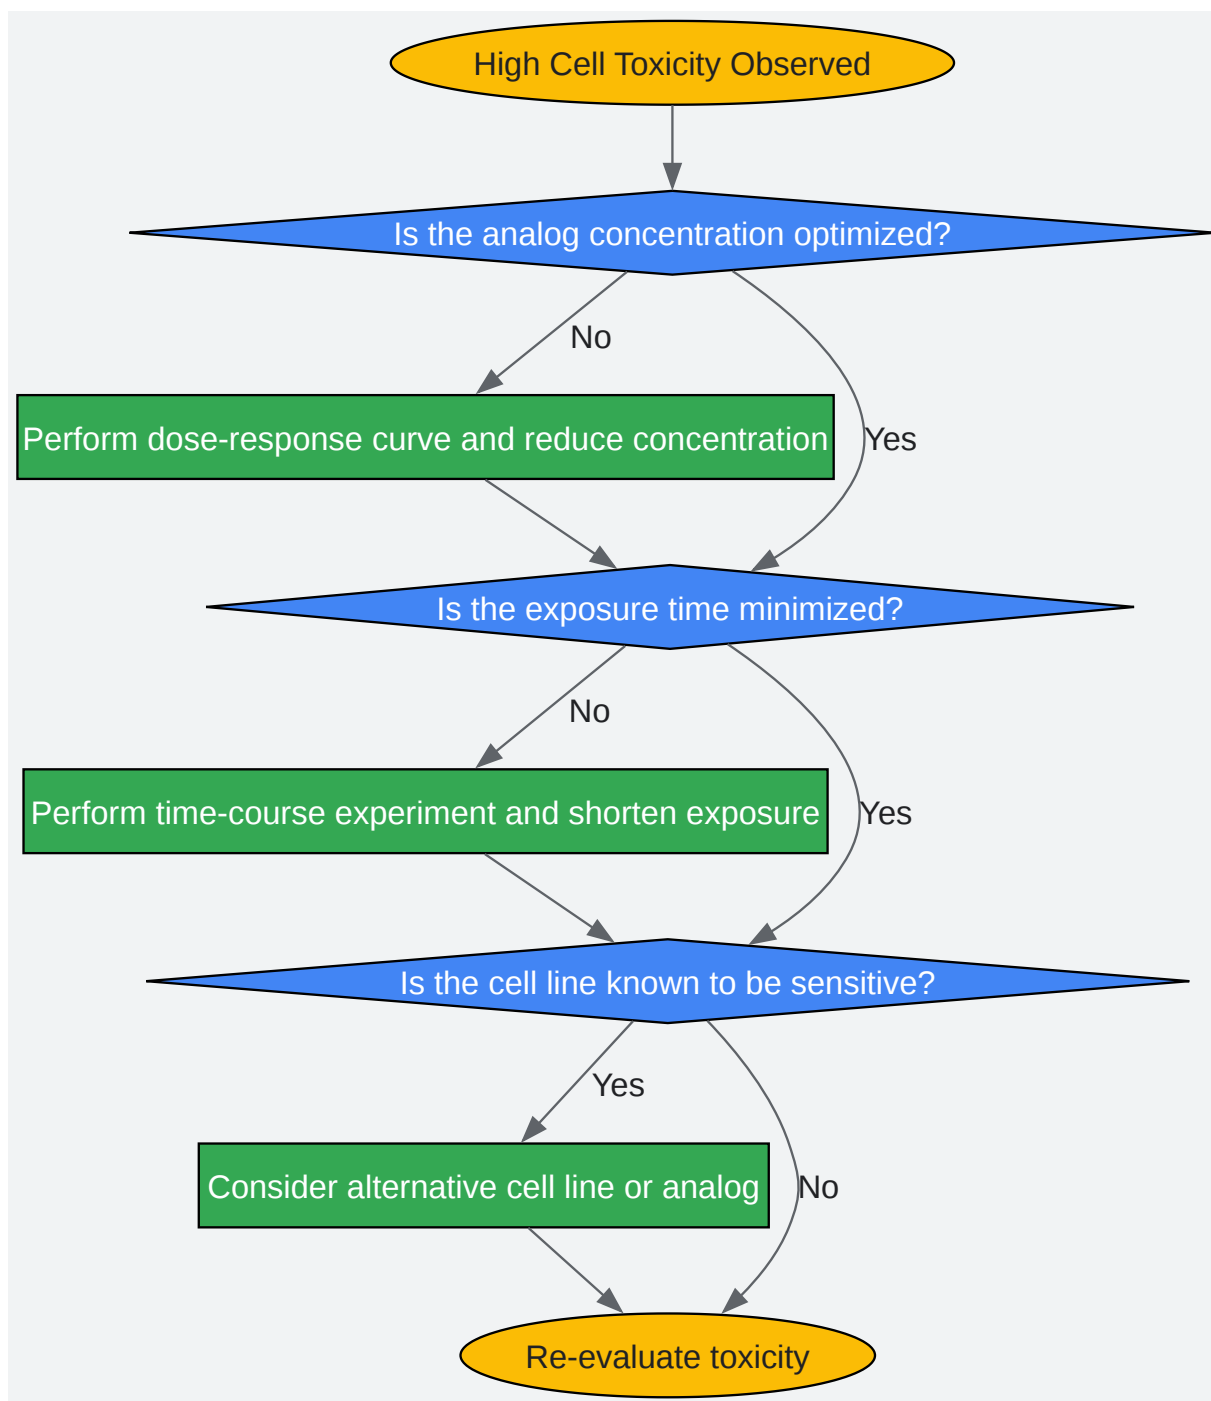 High Cell Toxicity Observed
Is the analog concentration optimized?
No
Perform dose-response curve and reduce concentration
Yes
Is the exposure time minimized?
No
Perform time-course experiment and shorten exposure
Yes
Is the cell line known to be sensitive?
Yes
Consider alternative cell line or analog
No
Re-evaluate toxicity